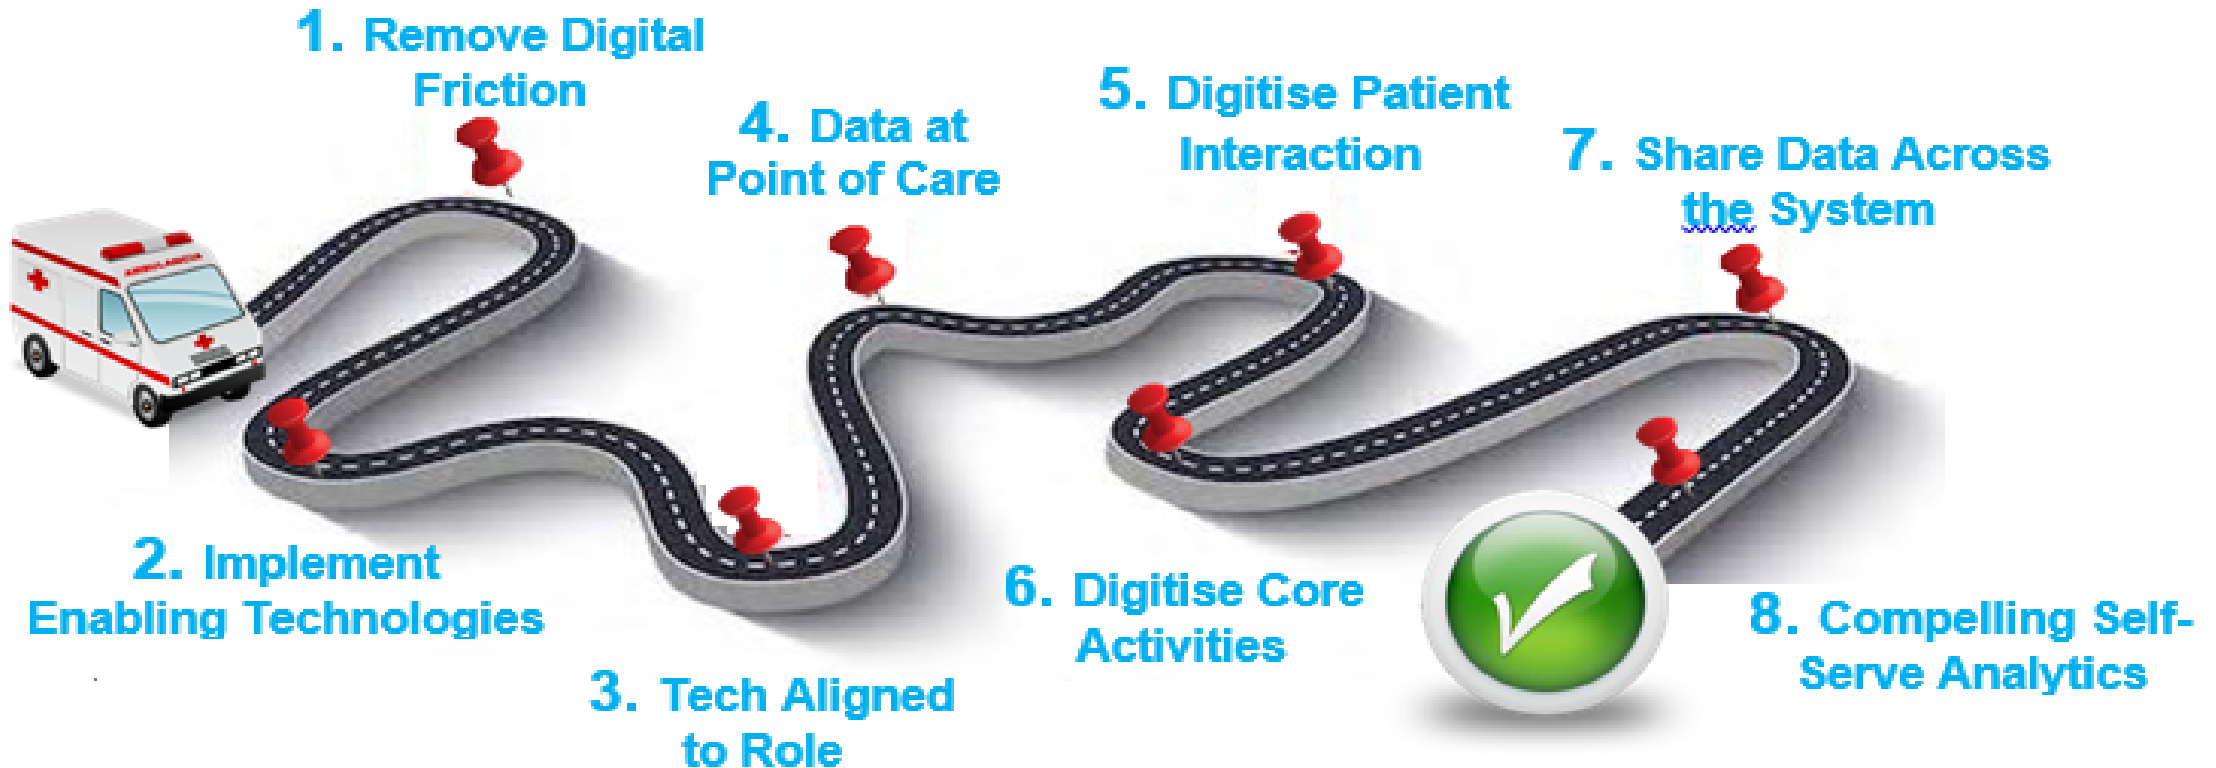 1. Remove Digital
Friction
2. Implement
Enabling Technologies
3. Tech Aligned
to Role
4. Data at
Point of Care
5. Digitise Patient
Interaction
6. Digitise Core
Activities
7. Share Data Across
the System
8. Compelling Self-
Serve Analytics
AMBULANCIA